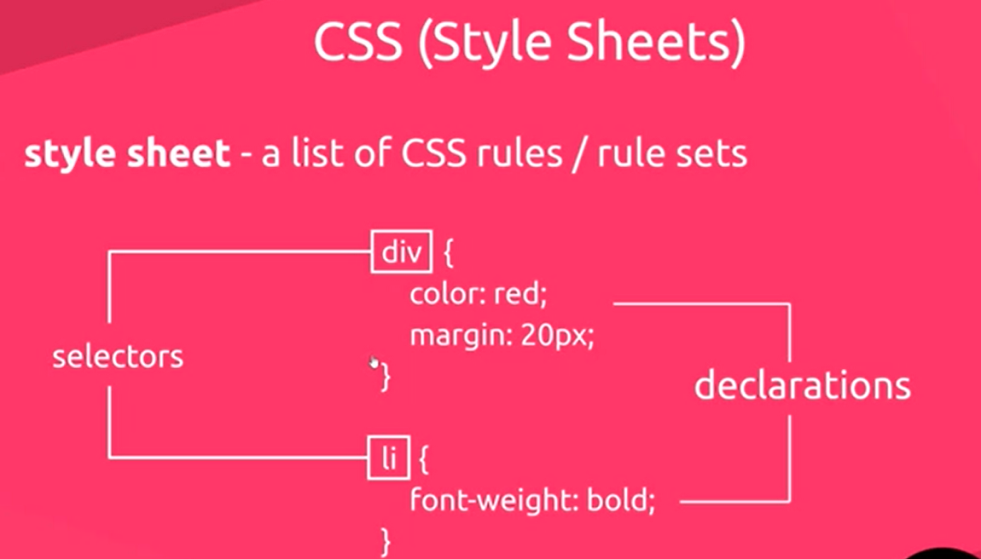 CSS (Style Sheets)
style sheet - a list of CSS rules / rule sets
div {
color: red;
margin: 20px;
}
selectors
declarations
li {
font-weight: bold;
}